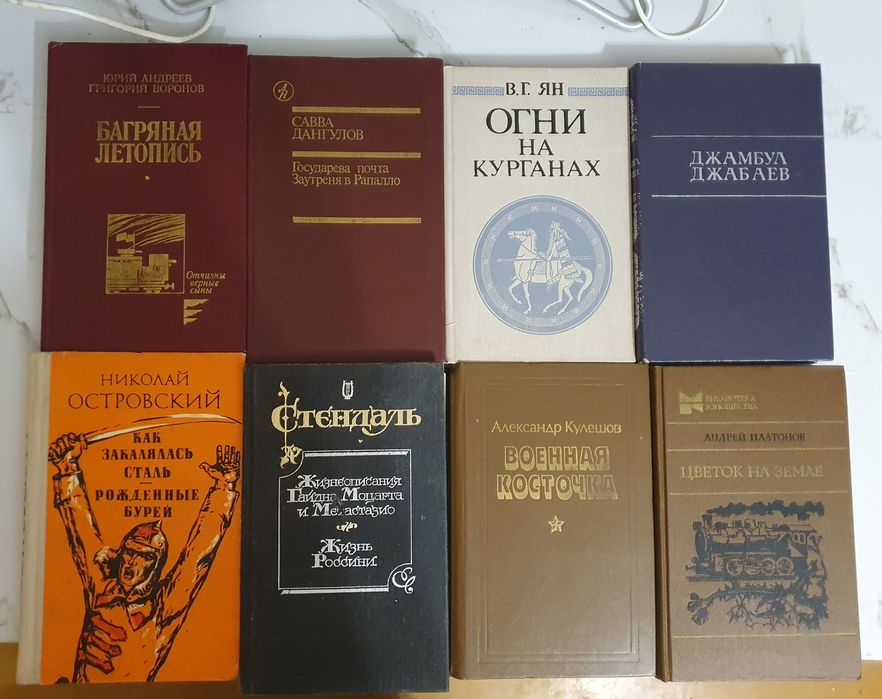 ЮРИЙ АНДРЕЕВ
ГРИГОРИЙ ВОРОНОВ
БАГРЯНАЯ
ЛЕТОПИСЬ
Отчизны
верные
сыны
САВВА
ДАНГУЛОВ
Государева почта
Заутреня в Рапалло
В.Г. ЯН
ОГНИ
НА
КУРГАНАХ
ДЖАМБУЛ
ДЖАБАЕВ
НИКОЛАЙ
ОСТРОВСКИЙ
КАК
ЗАКАЛЯЛАСЬ
СТАЛЬ
РОЖДЕННЫЕ
БУРЕЙ
Стендаль
Жизнеописания
Гайдна, Моцарта
и Метастазио
Жизнь
Россини
Александр Кулешов
ВОЕННАЯ
КОСТОЧКА
БИБЛИОТЕКА
ЮНОШЕСТВА
АНДРЕЙ ПЛАТОНОВ
ЦВЕТОК НА ЗЕМЛЕ